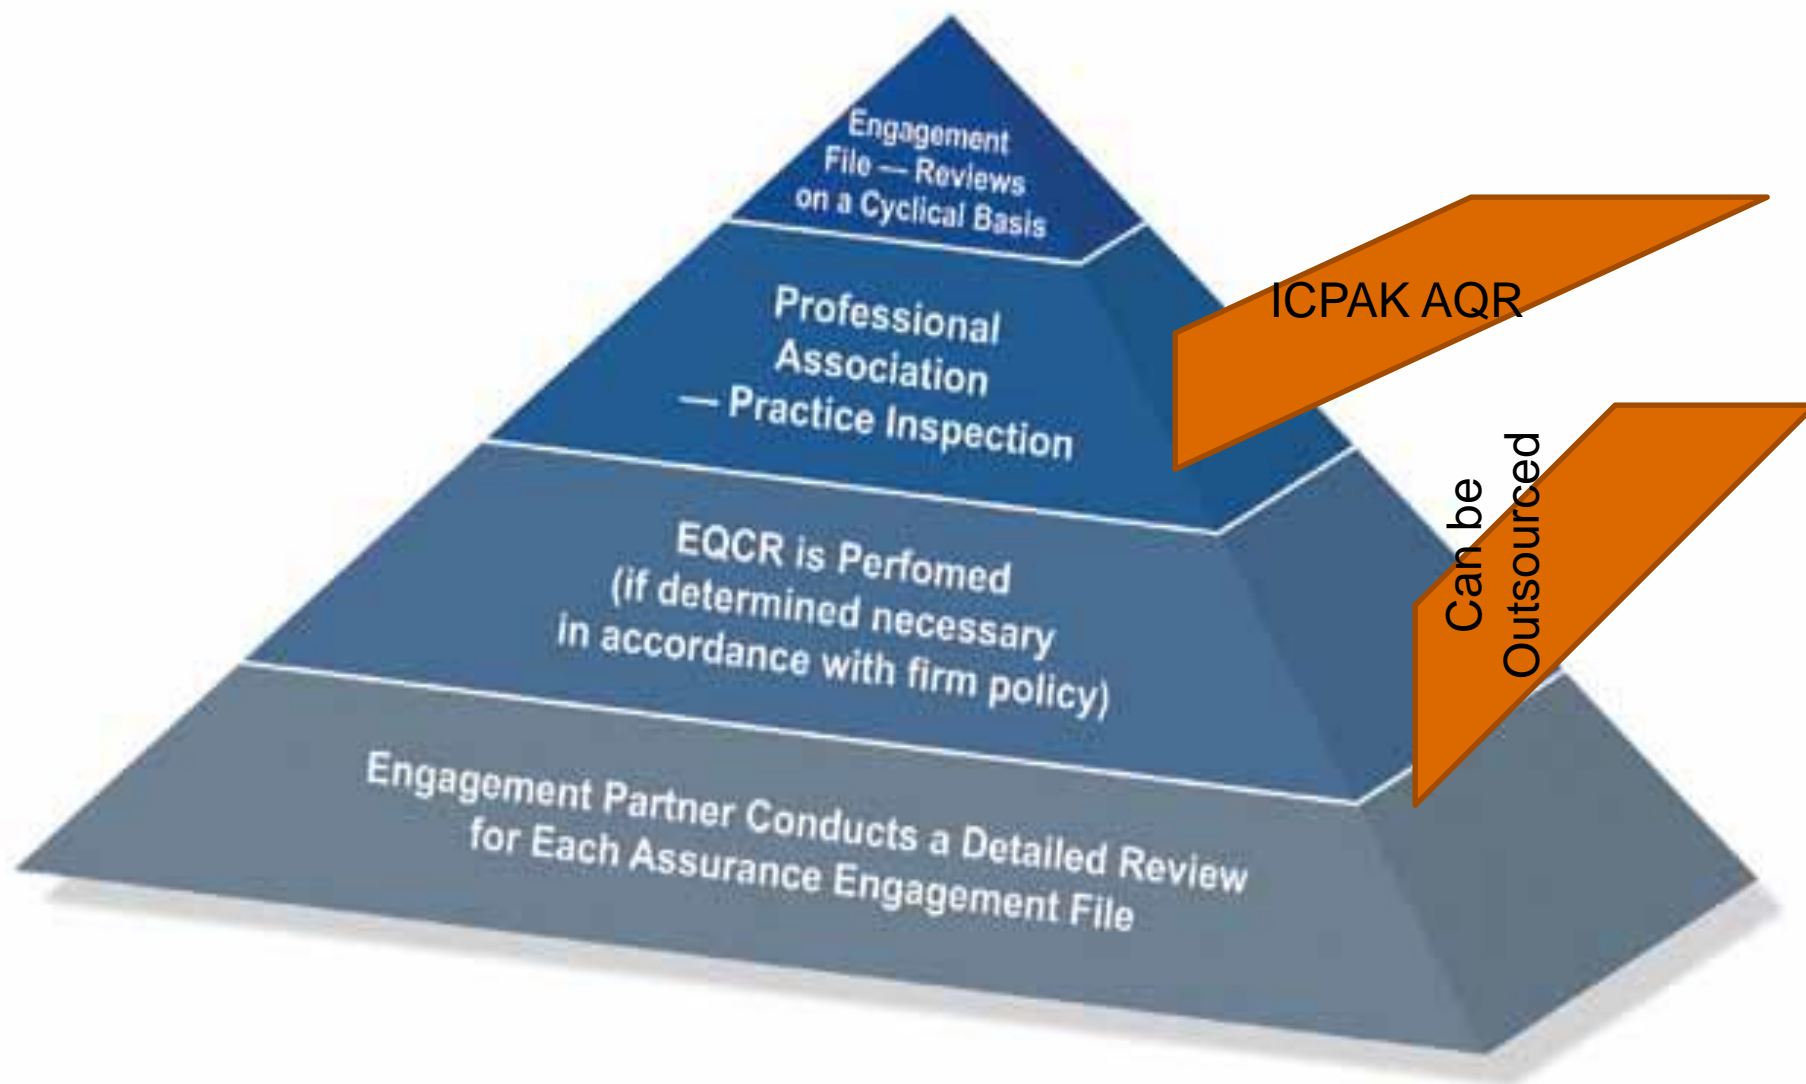 Engagement
File — Reviews
on a Cyclical Basis
Professional
Association
— Practice Inspection
ICPAK AQR
EQCR is Perfomed
(if determined necessary
in accordance with firm policy)
Can be
Outsourced
Engagement Partner Conducts a Detailed Review
for Each Assurance Engagement File